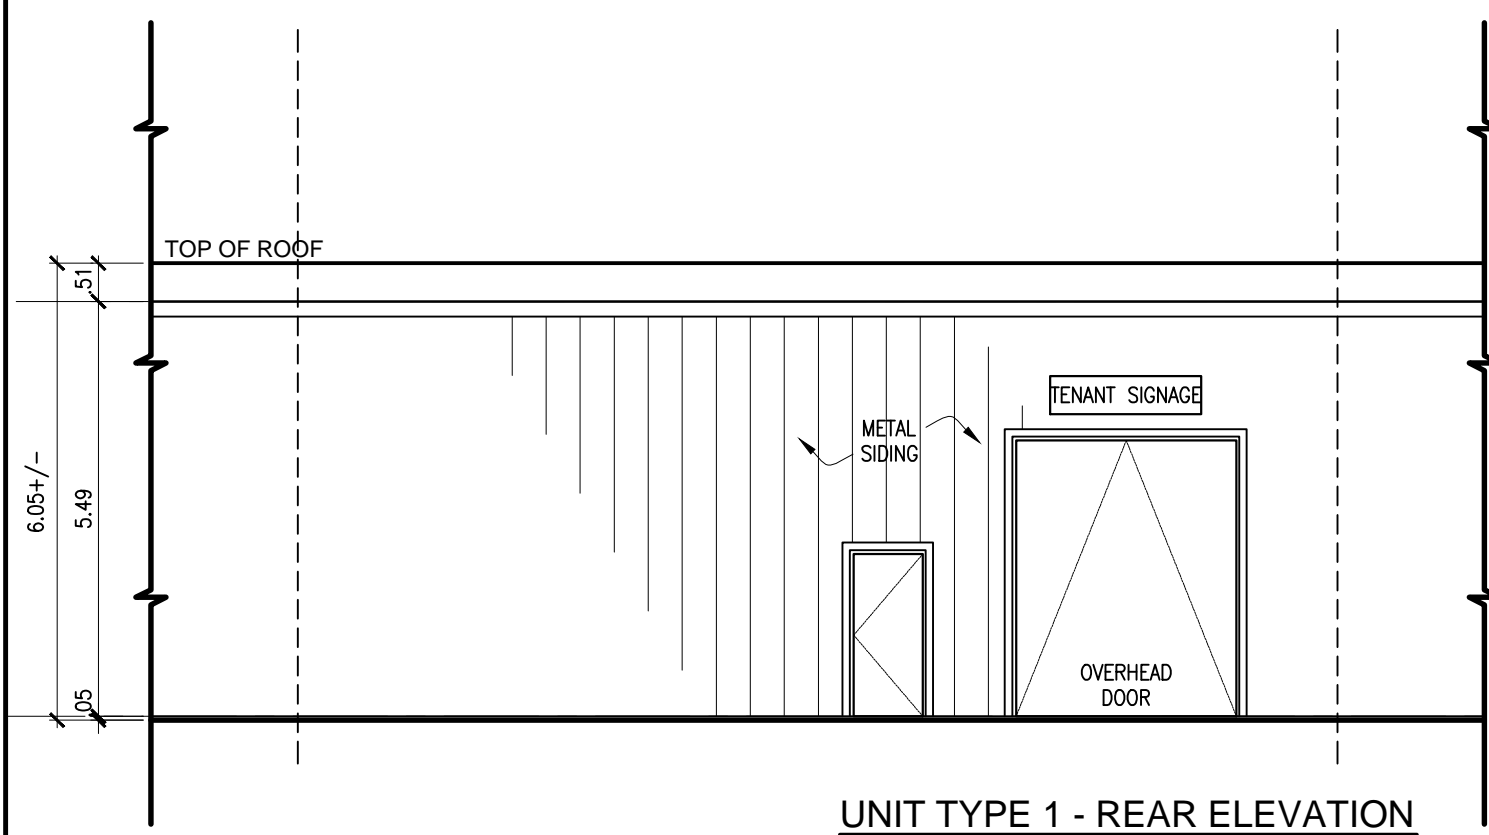 TOP OF ROOF
.51
TENANT SIGNAGE
METAL
SIDING
6.05+/-
5.49
OVERHEAD
DOOR
.05
UNIT TYPE 1 - REAR ELEVATION